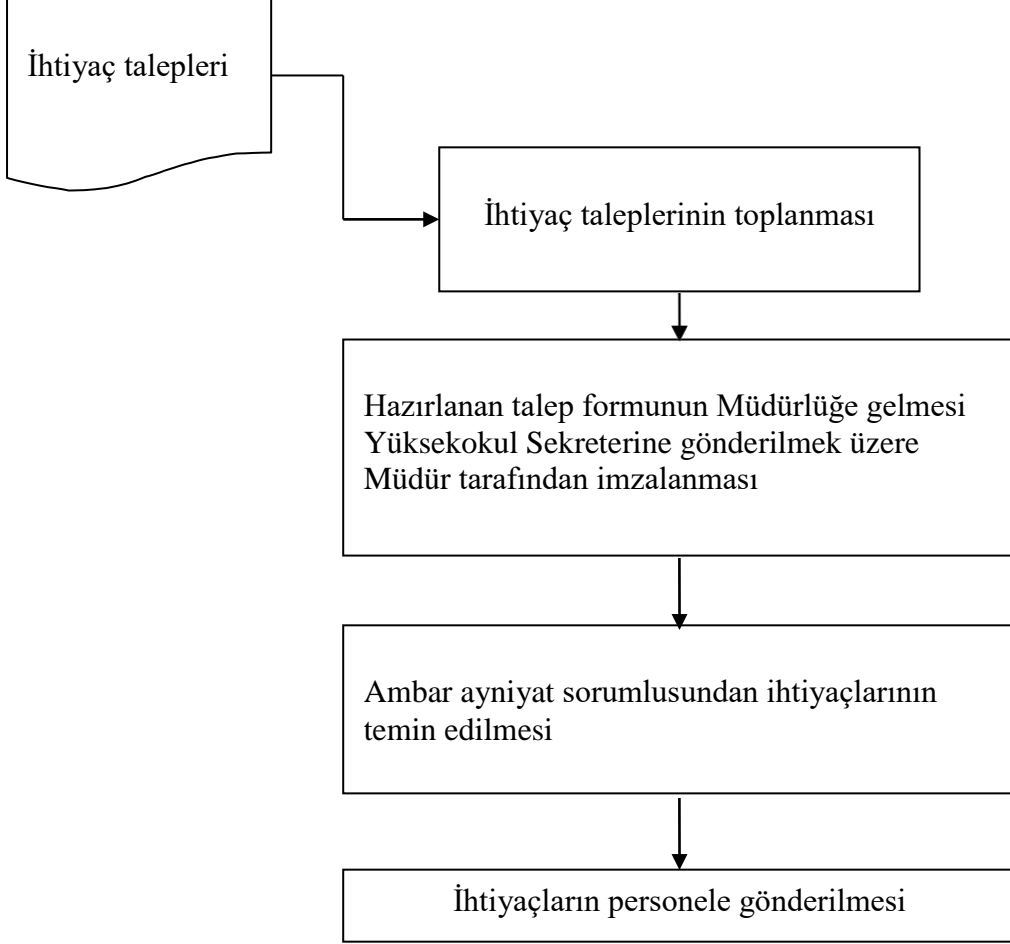 İhtiyaç talepleri
İhtiyaç taleplerinin toplanması
Hazırlanan talep formunun Müdürlüğe gelmesi
Yüksekokul Sekreterine gönderilmek üzere
Müdür tarafından imzalanması
Ambar ayniyat sorumlusundan ihtiyaçlarının
temin edilmesi
İhtiyaçların personele gönderilmesi